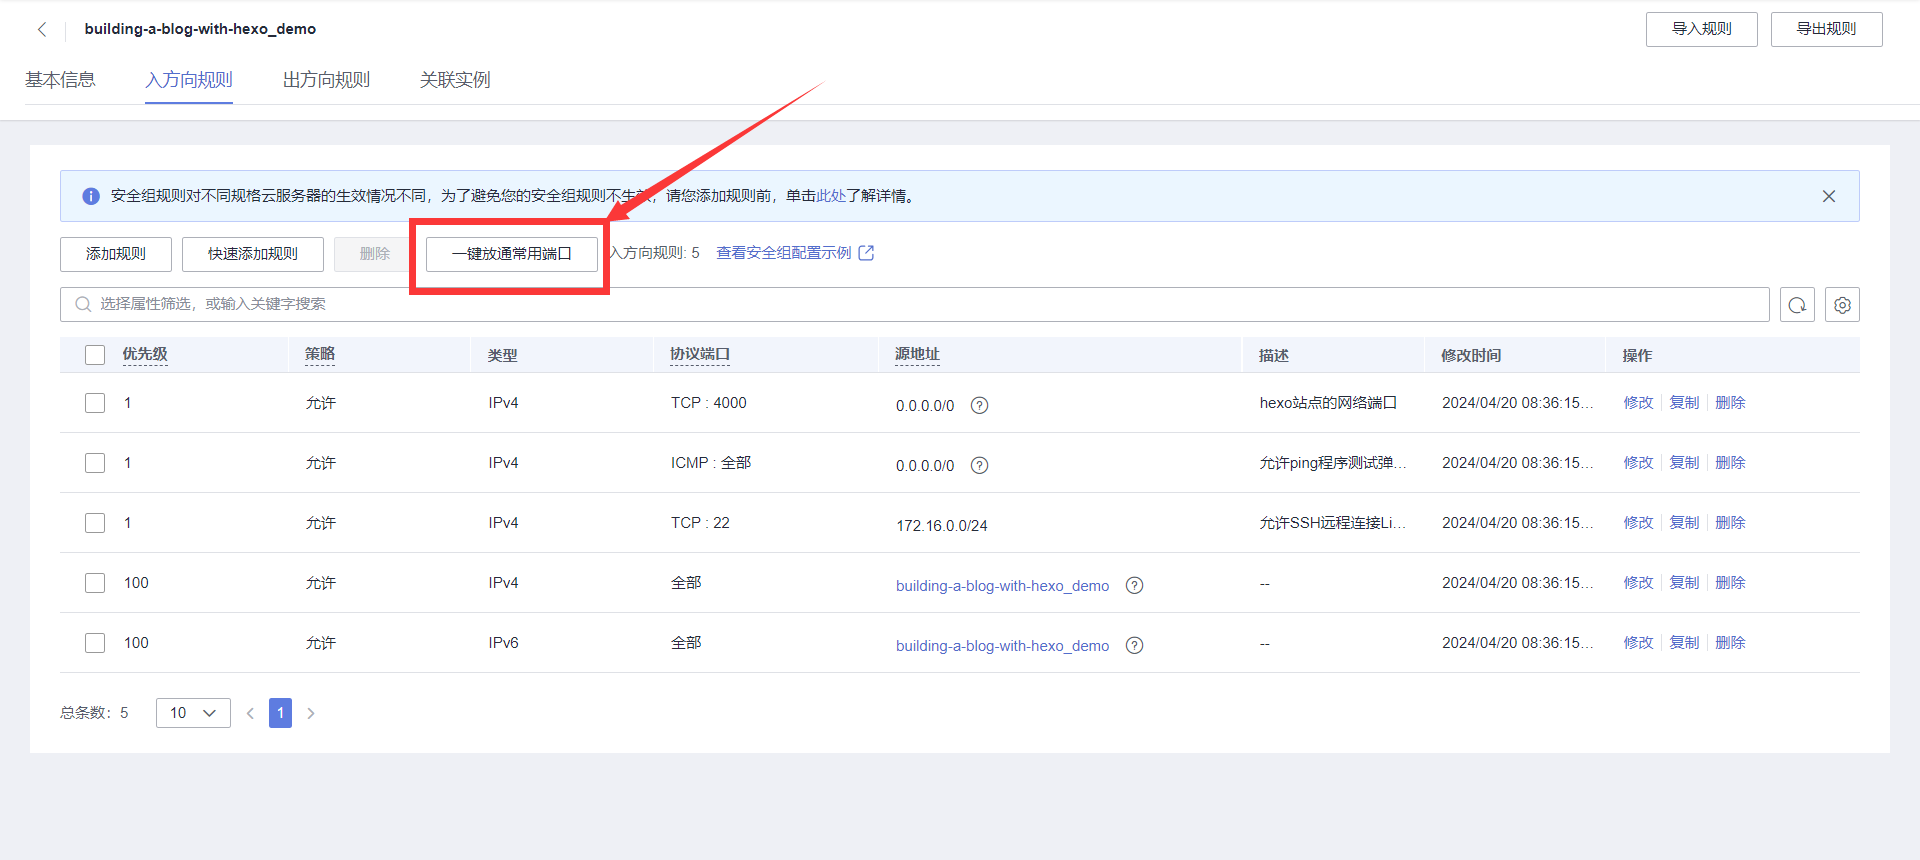 building-a-blog-with-hexo_demo
导入规则
导出规则
基本信息 入方向规则 出方向规则 关联实例
安全组规则对不同规格云服务器的生效情况不同，为了避免您的安全组规则不生效，请您添加规则前，单击此处了解详情。
添加规则 快速添加规则 删除 一键放通常用端口 入方向规则: 5 查看安全组配置示例
选择属性筛选，或输入关键字搜索
优先级 策略 类型 协议端口 源地址 描述 修改时间 操作
1 允许 IPv4 TCP : 4000 0.0.0.0/0 hexo站点的网络端口 2024/04/20 08:36:15... 修改 复制 删除
1 允许 IPv4 ICMP : 全部 0.0.0.0/0 允许ping程序测试弹... 2024/04/20 08:36:15... 修改 复制 删除
1 允许 IPv4 TCP : 22 172.16.0.0/24 允许SSH远程连接Li... 2024/04/20 08:36:15... 修改 复制 删除
100 允许 IPv4 全部 building-a-blog-with-hexo_demo -- 2024/04/20 08:36:15... 修改 复制 删除
100 允许 IPv6 全部 building-a-blog-with-hexo_demo -- 2024/04/20 08:36:15... 修改 复制 删除
总条数: 5 10 1